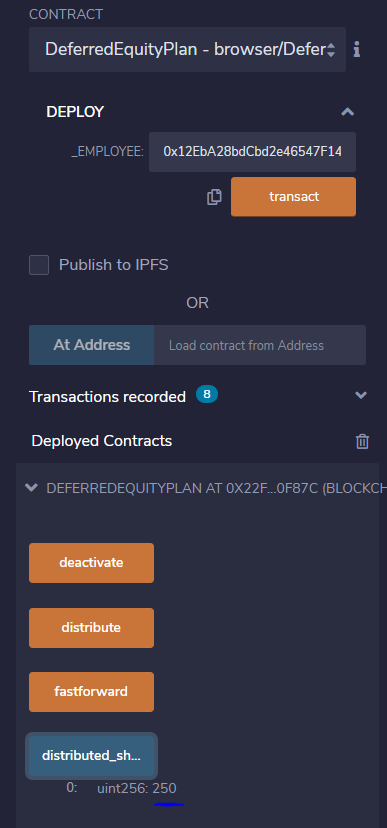 CONTRACT
DeferredEquityPlan - browser/Defer
DEPLOY
_EMPLOYEE: 0x12EbA28bdCbd2e46547F14
transact
Publish to IPFS
OR
At Address Load contract from Address
Transactions recorded 8
Deployed Contracts
DEFERREDEQUITYPLAN AT 0X22F...0F87C (BLOCKCH
deactivate
distribute
fastforward
distributed_sh...
0: uint256: 250